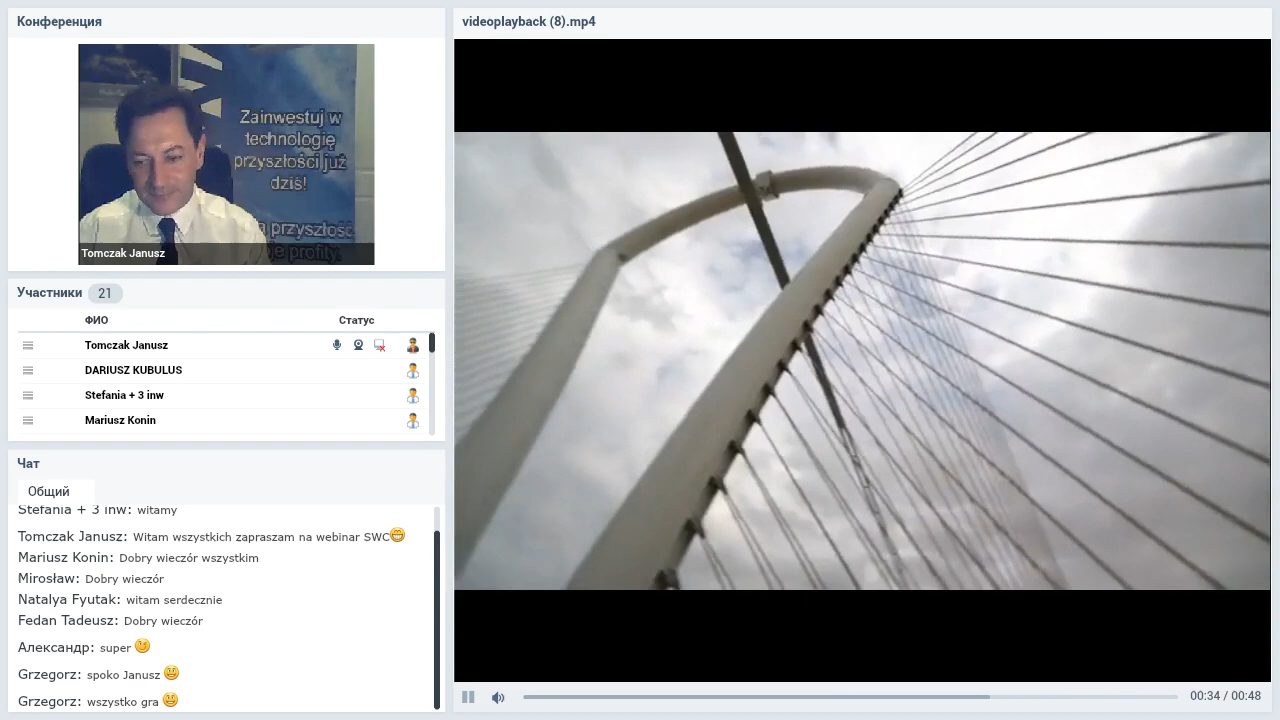 Конференция
Zainwestuj w
technologię
przyszłości już
dziś!
przyszłość
profity.
Tomczak Janusz
Участники 21
ФИО Статус
Tomczak Janusz
DARIUSZ KUBULUS
Stefania + 3 inw
Mariusz Konin
Чат
Общий
Stefania + 3 inw: witamy
Tomczak Janusz: Witam wszystkich zapraszam na webinar SWC
Mariusz Konin: Dobry wieczór wszystkim
Mirosław: Dobry wieczór
Natalya Fyutak: witam serdecznie
Fedan Tadeusz: Dobry wieczór
Александр: super
Grzegorz: spoko Janusz
Grzegorz: wszystko gra
videoplayback (8).mp4
00:34 / 00:48